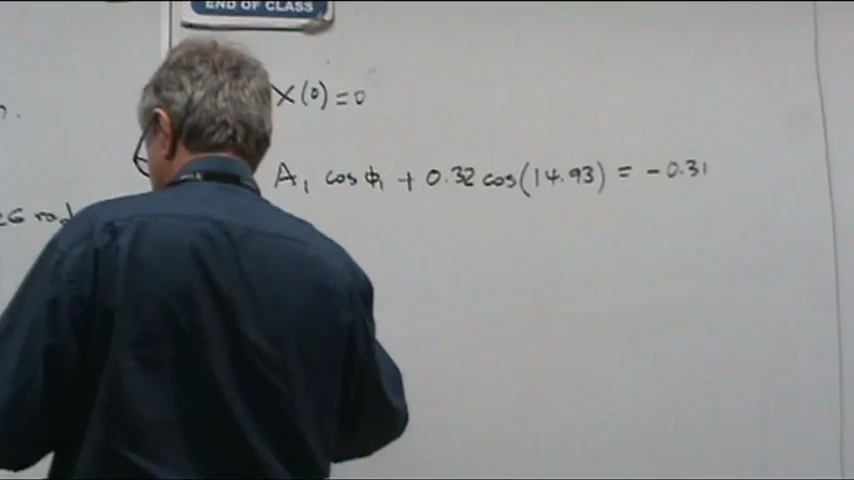 END OF CLASS
X(0) = 0
A₁ cos ϕ₁ + 0.32 cos(14.93) = -0.31